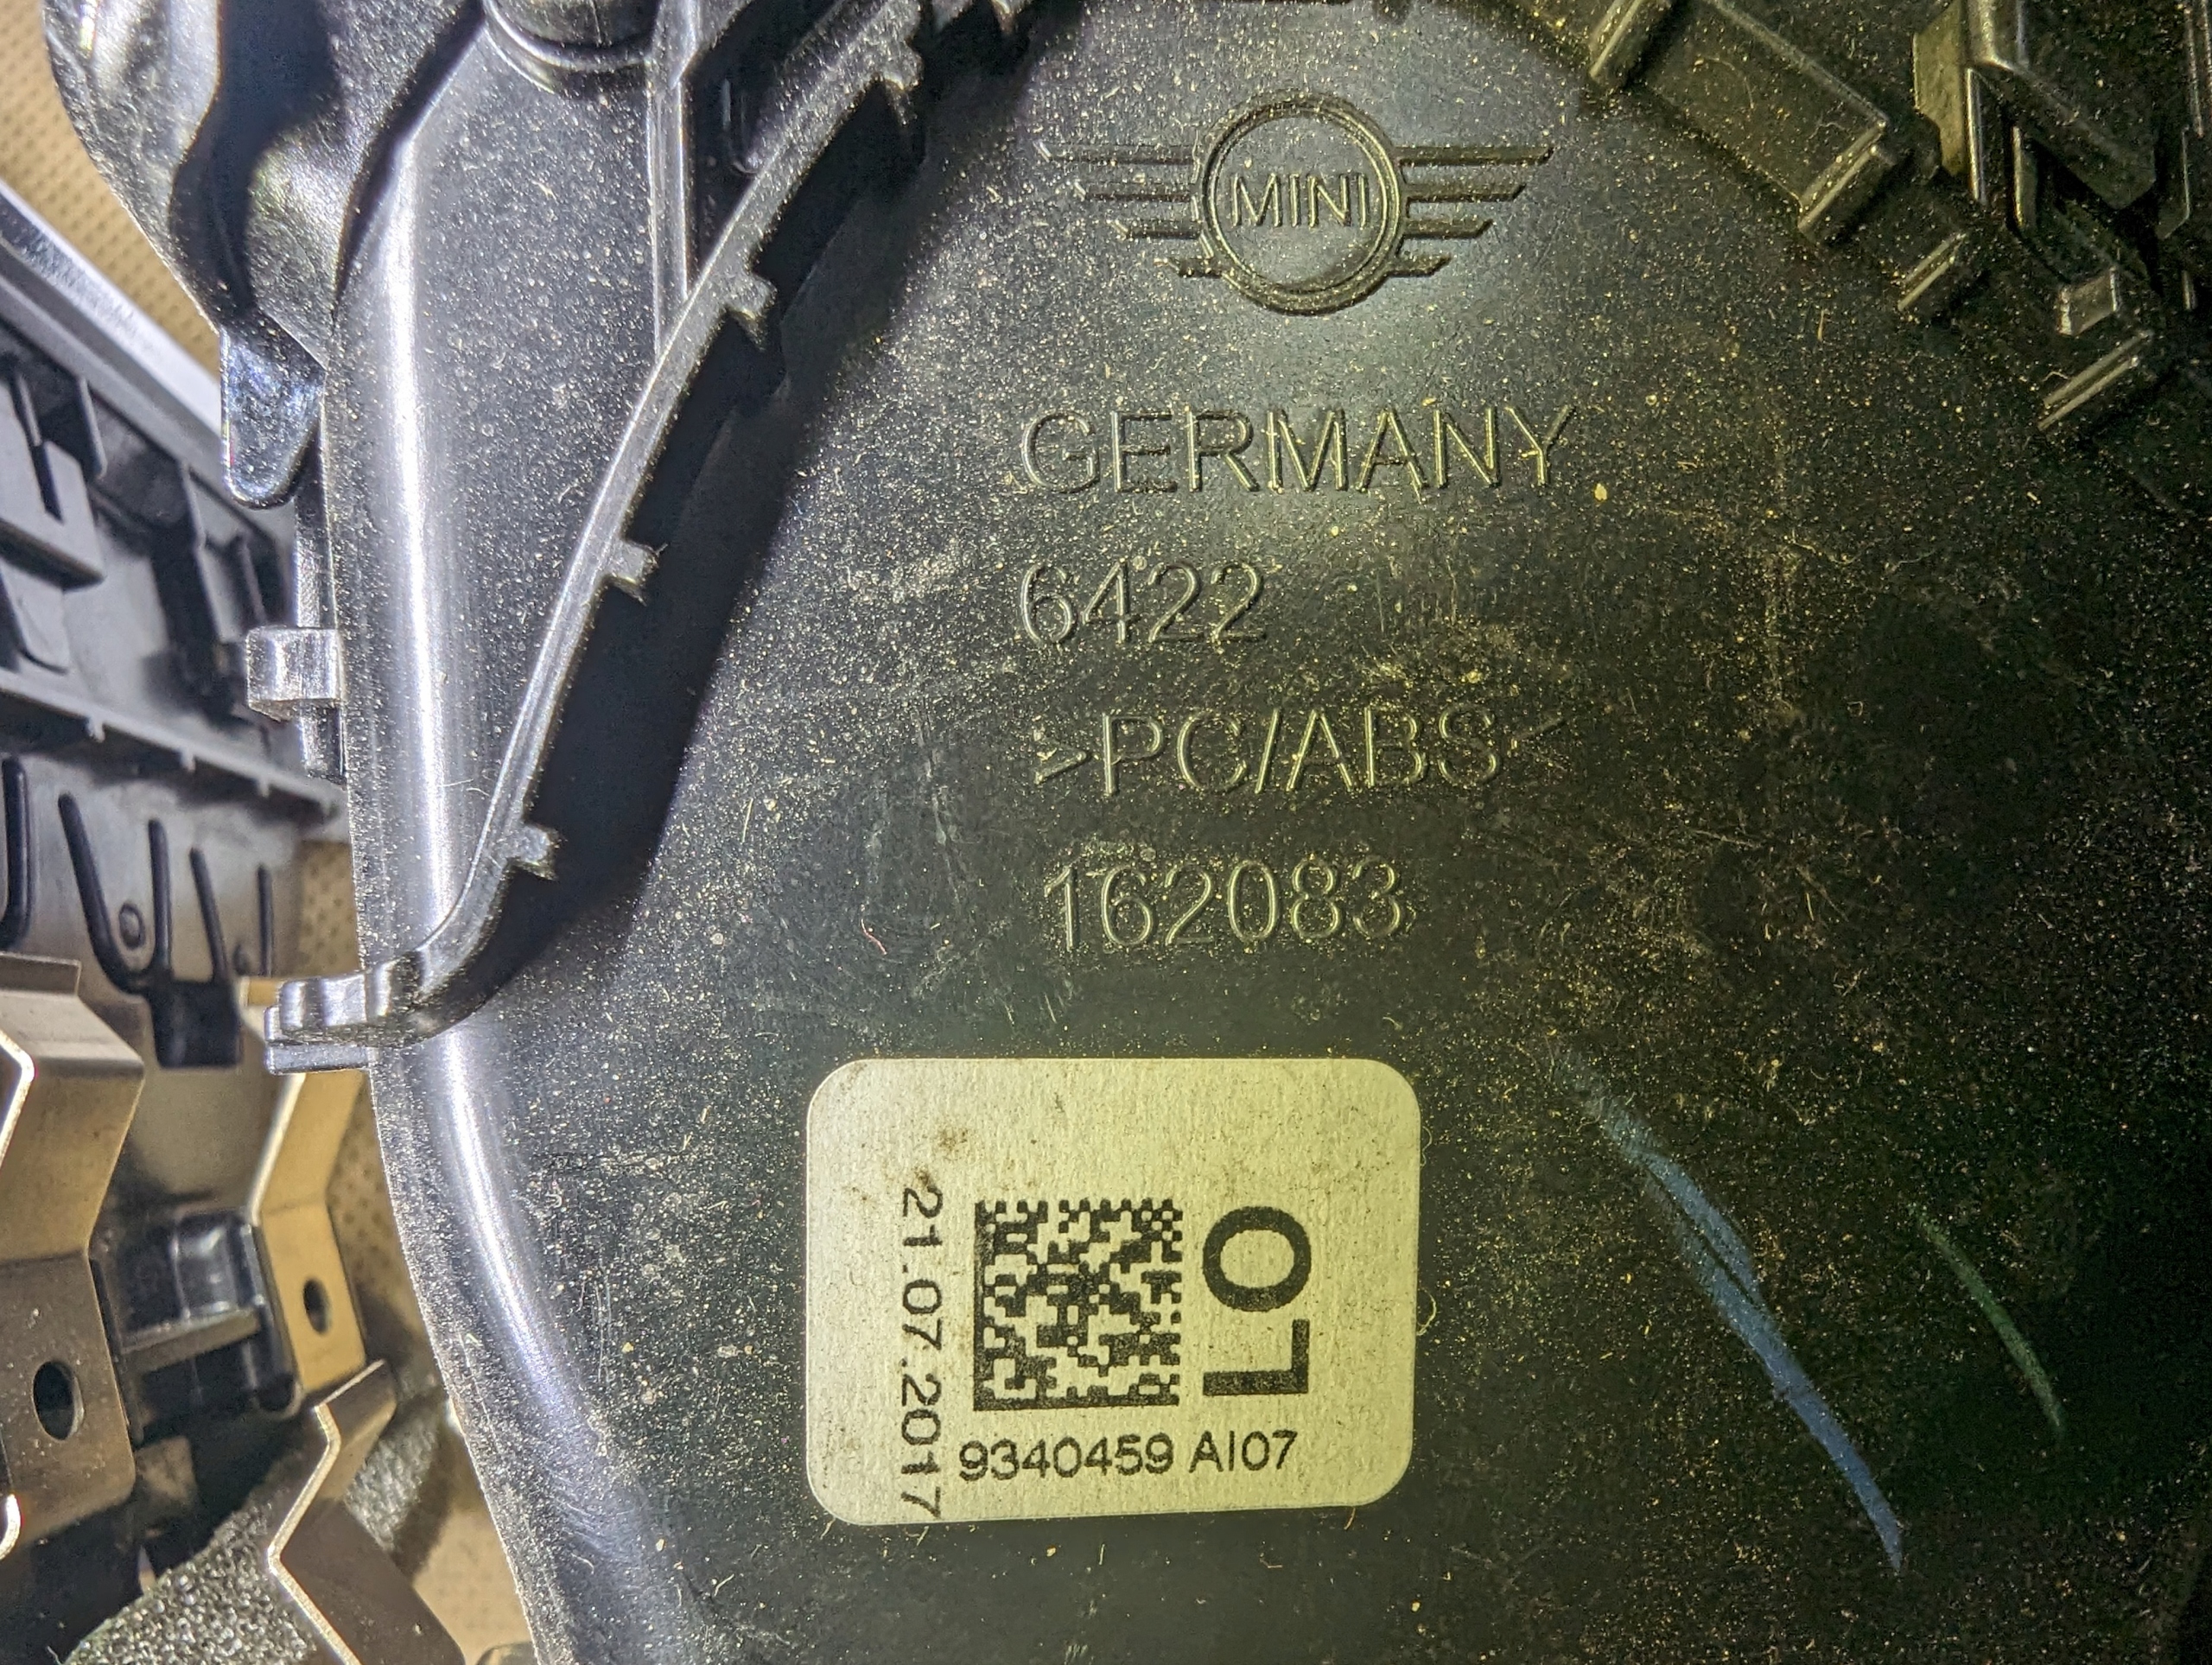 MINI
GERMANY
6422
>PC/ABS<
162083
LO
21.07.2017
9340459 AI07